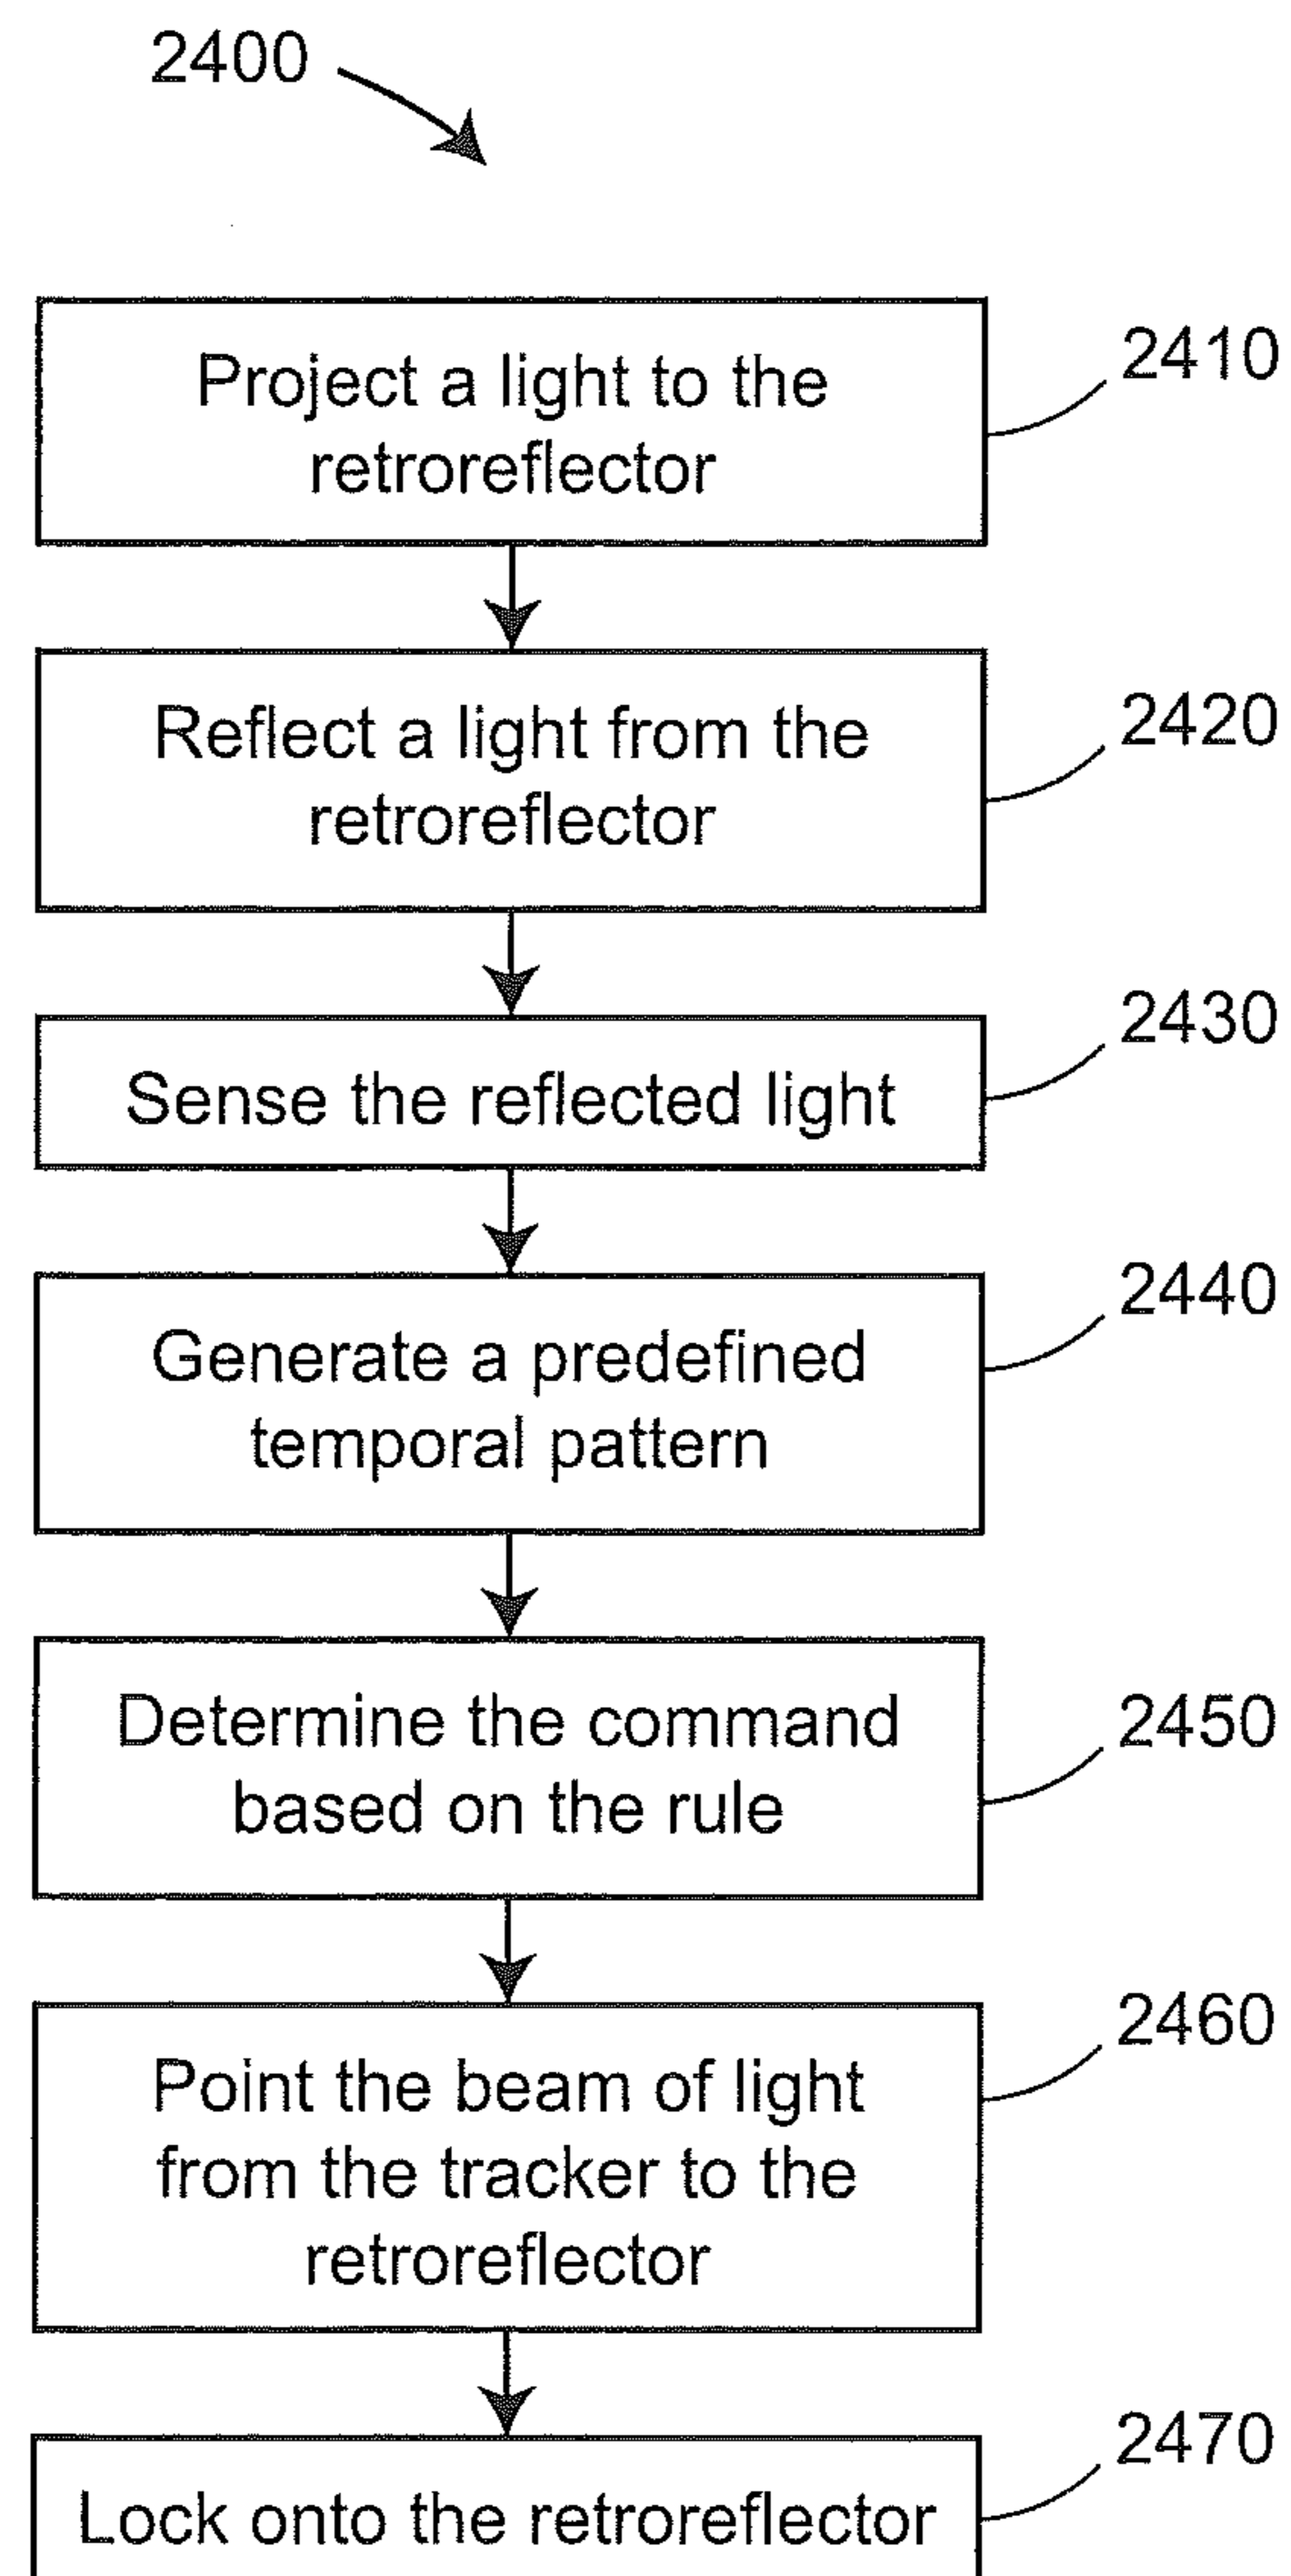 2400
Project a light to the
retroreflector
2410
Reflect a light from the
retroreflector
2420
Sense the reflected light
2430
Generate a predefined
temporal pattern
2440
Determine the command
based on the rule
2450
Point the beam of light
from the tracker to the
retroreflector
2460
Lock onto the retroreflector
2470